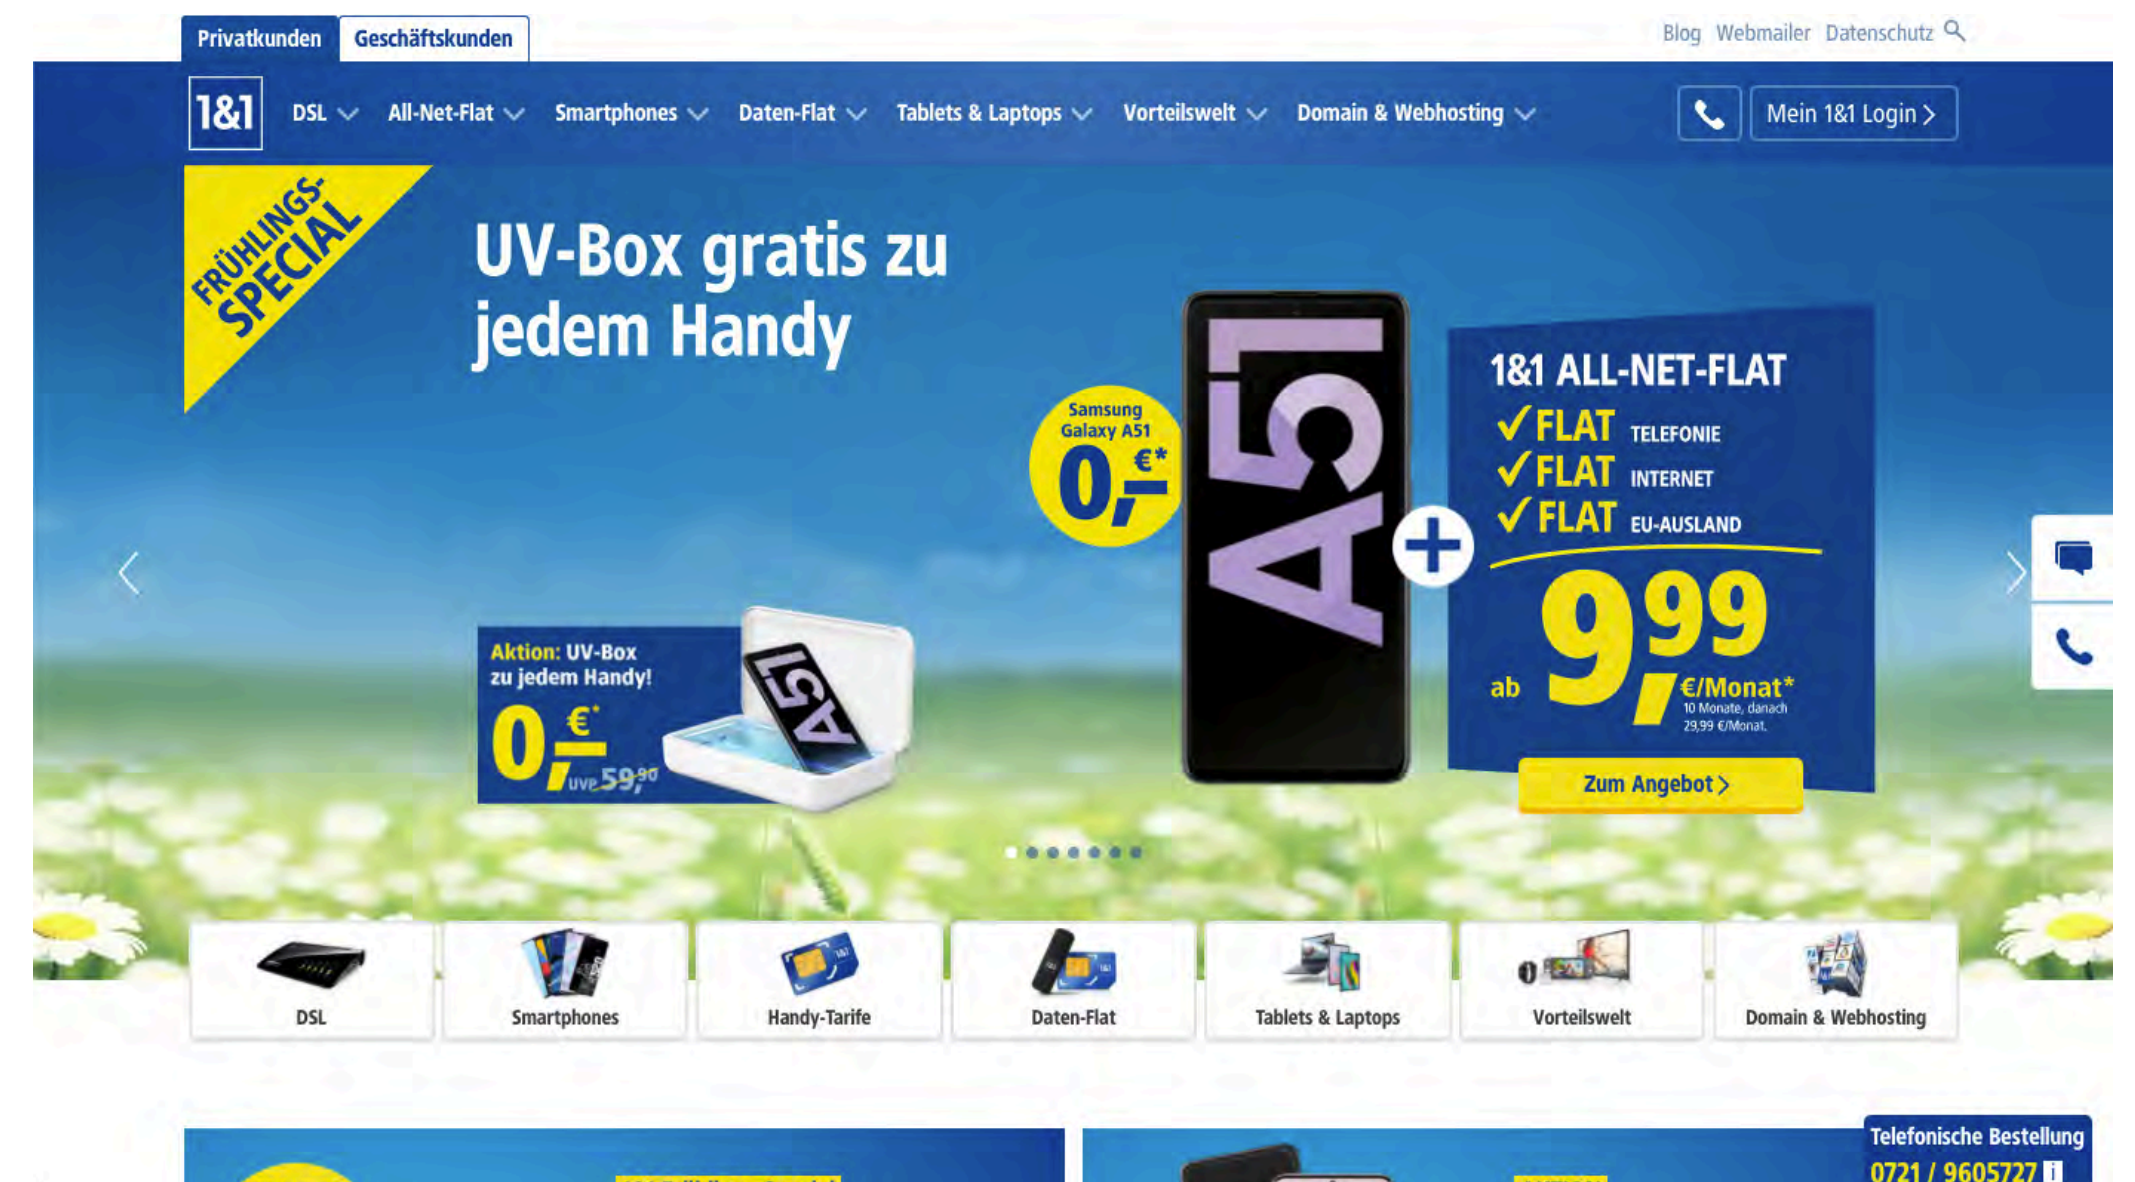 Privatkunden
Geschäftskunden
Blog Webmailer Datenschutz
1&1
DSL
All-Net-Flat
Smartphones
Daten-Flat
Tablets & Laptops
Vorteilswelt
Domain & Webhosting
Mein 1&1 Login >
FRÜHLINGS-
SPECIAL
UV-Box gratis zu
jedem Handy
Samsung
Galaxy A51
0,– €*
A51
1&1 ALL-NET-FLAT
✓ FLAT TELEFONIE
✓ FLAT INTERNET
✓ FLAT EU-AUSLAND
ab 9,99
€/Monat*
10 Monate, danach
29,99 €/Monat.
Zum Angebot >
Aktion: UV-Box
zu jedem Handy!
0,– €*
UVP 59,90
A51
DSL
Smartphones
Handy-Tarife
Daten-Flat
Tablets & Laptops
Vorteilswelt
Domain & Webhosting
Telefonische Bestellung
0721 / 9605727 i